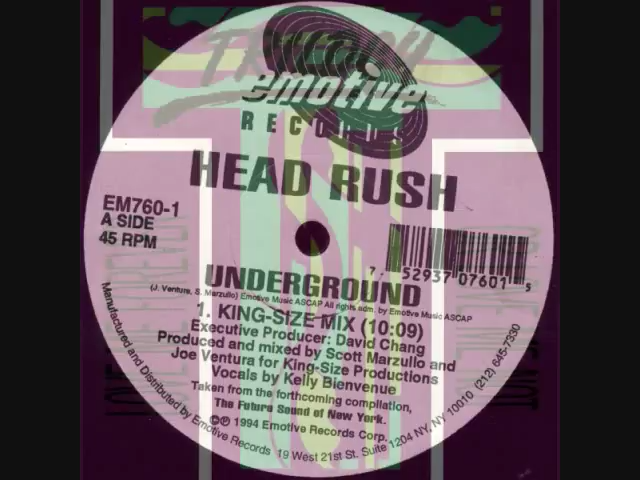 emotive
RECORDS
HEAD RUSH
EM760-1
A SIDE
45 RPM
7 52937 07601 5
UNDERGROUND
(J. Ventura, S. Marzullo) Emotive Music ASCAP All rights adm. by Emotive Music ASCAP
1. KING-SIZE MIX (10:09)
Executive Producer: David Chang
Produced and mixed by Scott Marzullo and
Joe Ventura for King-Size Productions
Vocals by Kelly Bienvenue
Taken from the forthcoming compilation,
The Future Sound of New York.
©℗ 1994 Emotive Records Corp.
Manufactured and Distributed by Emotive Records 19 West 21st St. Suite 1204 NY, NY 10010 (212) 645-7330